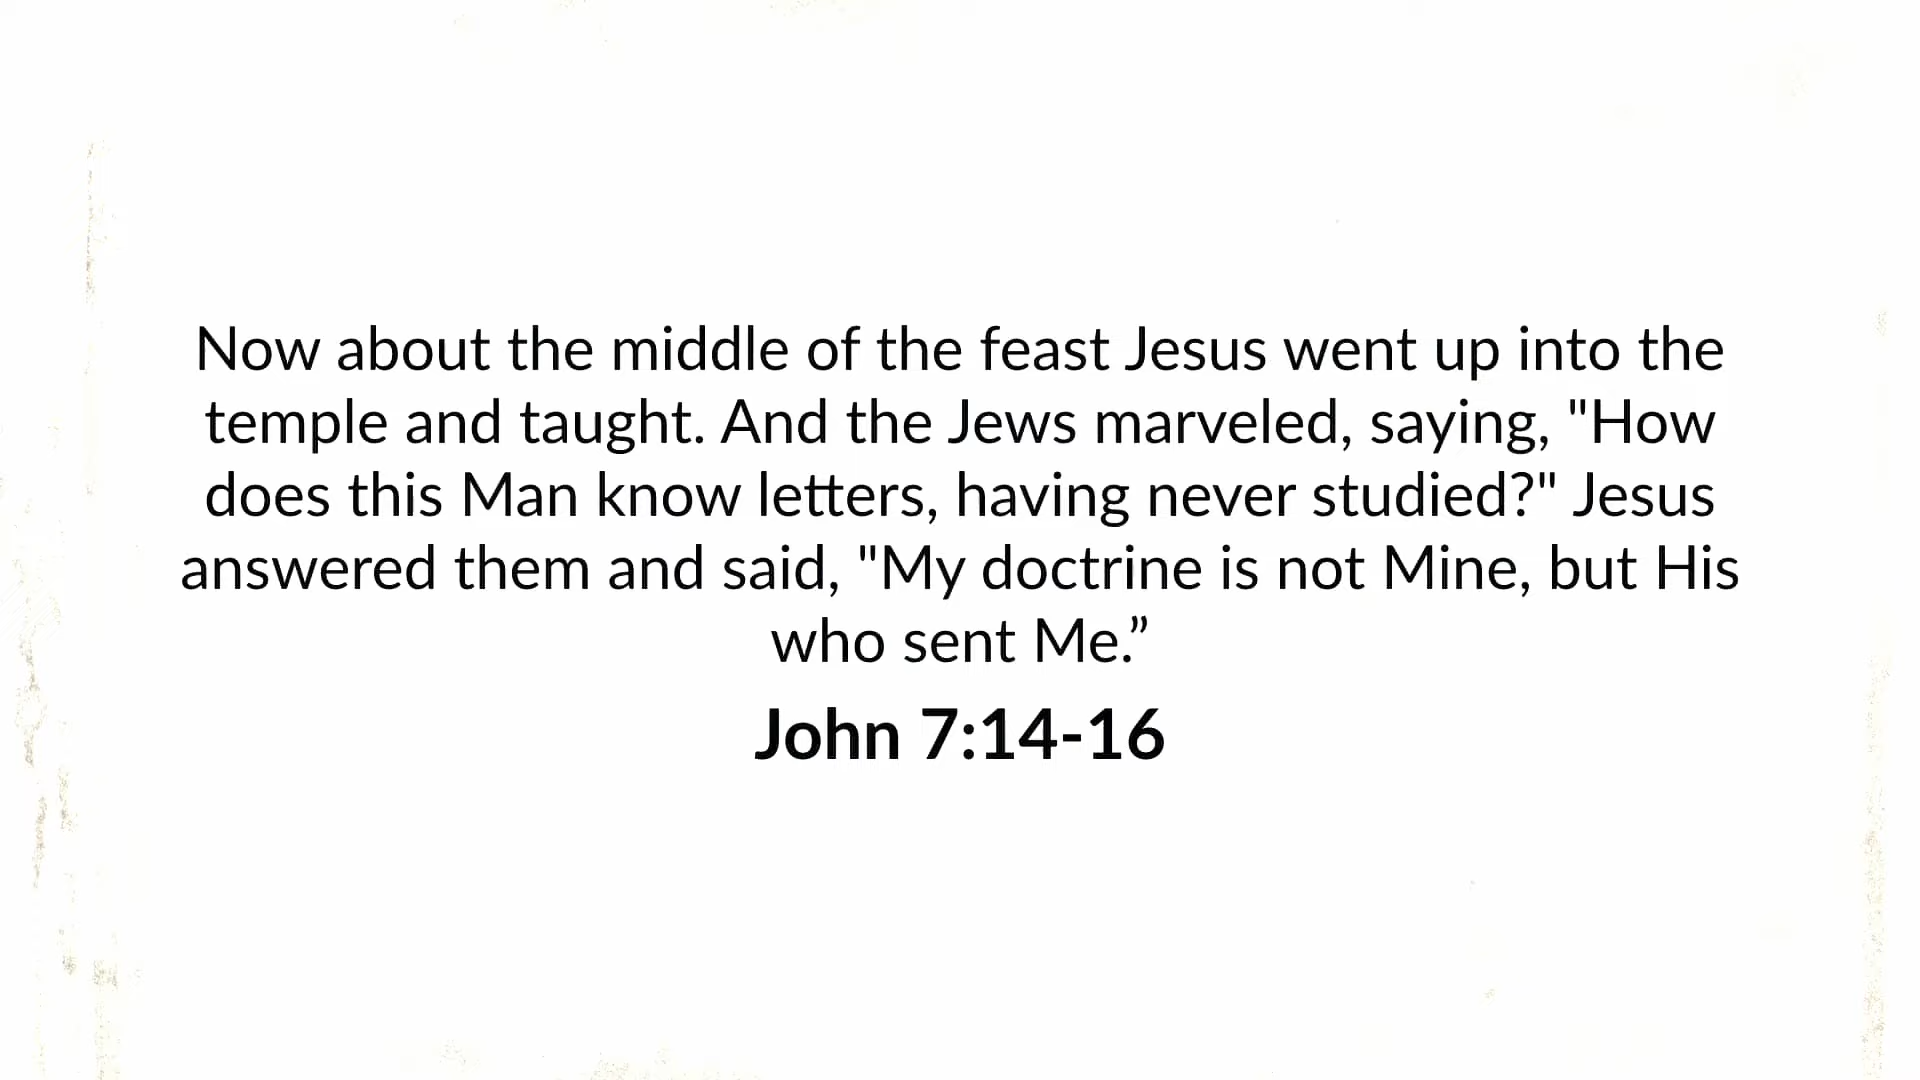 Now about the middle of the feast Jesus went up into the
temple and taught. And the Jews marveled, saying, "How
does this Man know letters, having never studied?" Jesus
answered them and said, "My doctrine is not Mine, but His
who sent Me.”
John 7:14-16